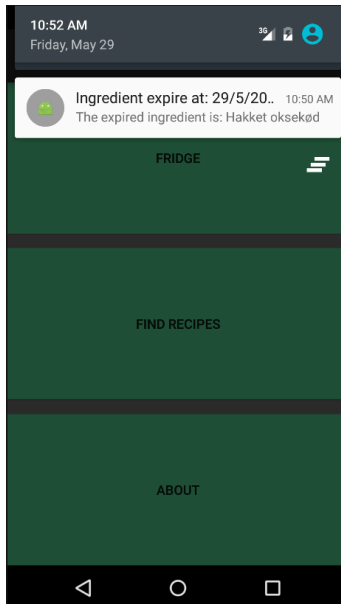 10:52 AM
Friday, May 29
3G
Ingredient expire at: 29/5/20.. 10:50 AM
The expired ingredient is: Hakket oksekød
FRIDGE
FIND RECIPES
ABOUT